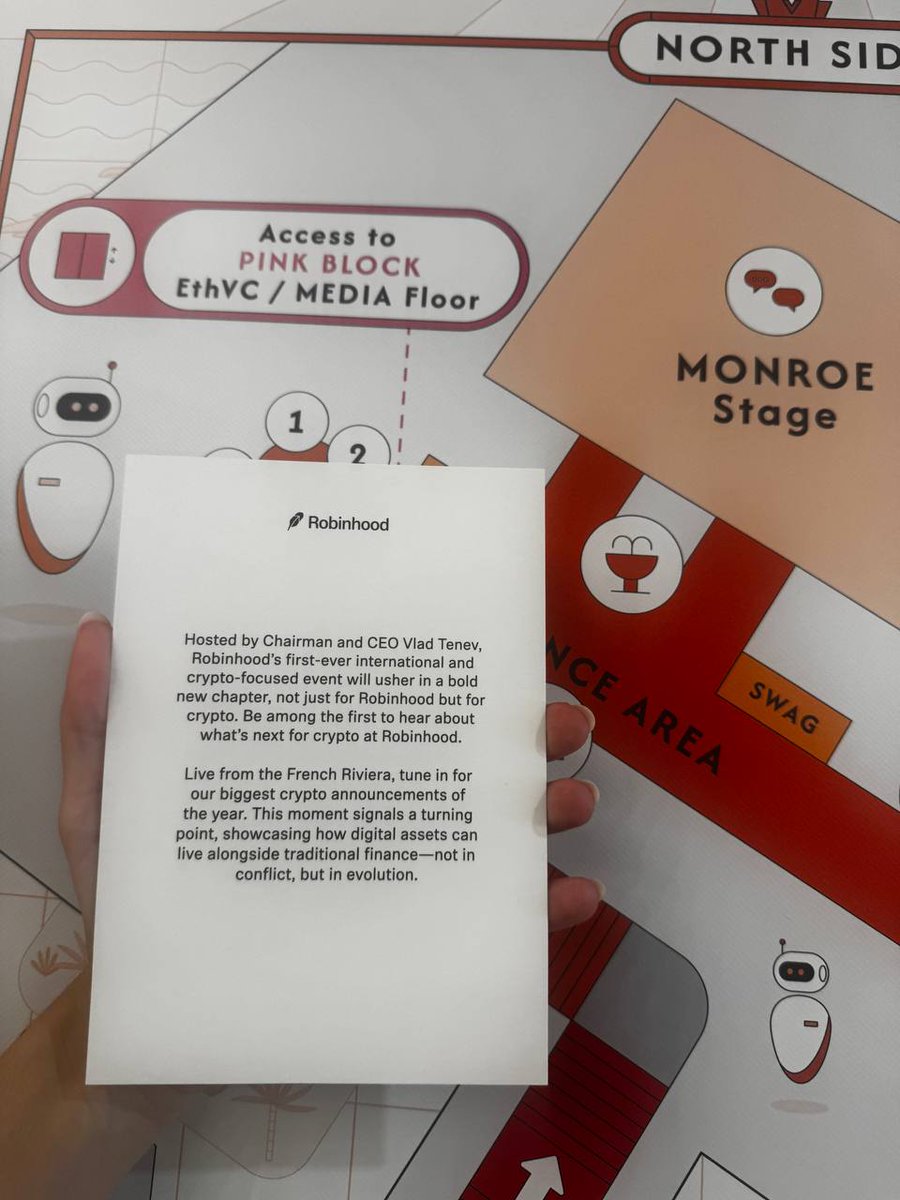 NORTH SID
Access to
PINK BLOCK
EthVC / MEDIA Floor
MONROE
Stage
1
2
NCE AREA
SWAG
Robinhood
Hosted by Chairman and CEO Vlad Tenev,
Robinhood's first-ever international and
crypto-focused event will usher in a bold
new chapter, not just for Robinhood but for
crypto. Be among the first to hear about
what's next for crypto at Robinhood.
Live from the French Riviera, tune in for
our biggest crypto announcements of
the year. This moment signals a turning
point, showcasing how digital assets can
live alongside traditional finance—not in
conflict, but in evolution.